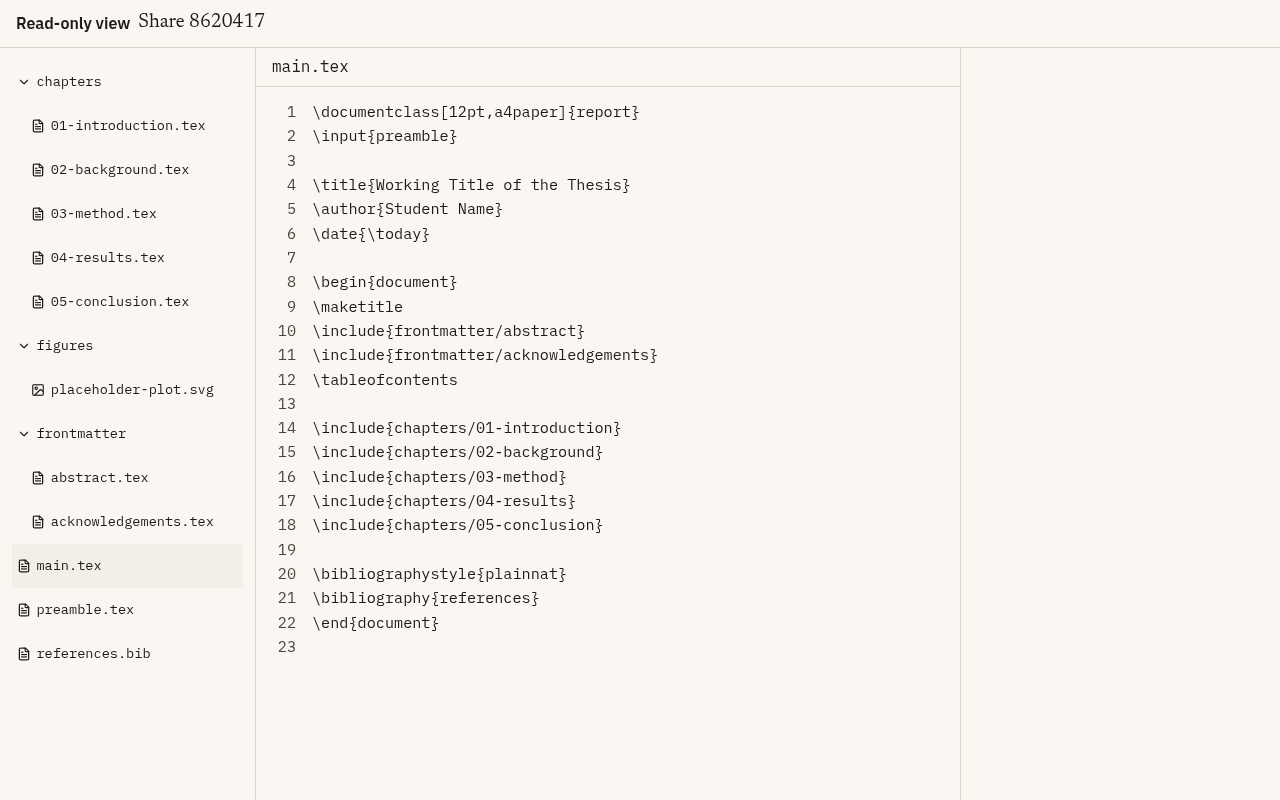 Read-only view Share 8620417
chapters
01-introduction.tex
02-background.tex
03-method.tex
04-results.tex
05-conclusion.tex
figures
placeholder-plot.svg
frontmatter
abstract.tex
acknowledgements.tex
main.tex
preamble.tex
references.bib
main.tex
1 \documentclass[12pt,a4paper]{report}
2 \input{preamble}
3
4 \title{Working Title of the Thesis}
5 \author{Student Name}
6 \date{\today}
7
8 \begin{document}
9 \maketitle
10 \include{frontmatter/abstract}
11 \include{frontmatter/acknowledgements}
12 \tableofcontents
13
14 \include{chapters/01-introduction}
15 \include{chapters/02-background}
16 \include{chapters/03-method}
17 \include{chapters/04-results}
18 \include{chapters/05-conclusion}
19
20 \bibliographystyle{plainnat}
21 \bibliography{references}
22 \end{document}
23